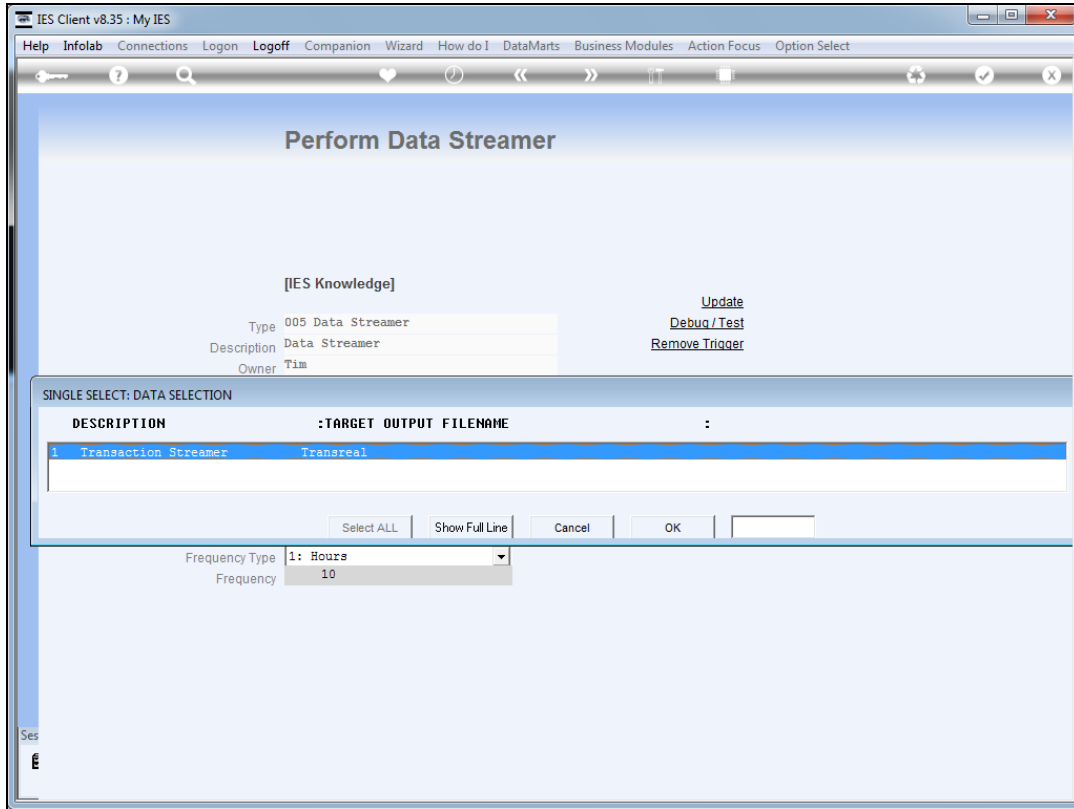 IES Client v8.35 : My IES
Help Infolab Connections Logon Logoff Companion Wizard How do I DataMarts Business Modules Action Focus Option Select
Perform Data Streamer
[IES Knowledge]
Update
Type 005 Data Streamer
Debug / Test
Description Data Streamer
Remove Trigger
Owner Tim
SINGLE SELECT: DATA SELECTION
DESCRIPTION :TARGET OUTPUT FILENAME :
1 Transaction Streamer Transreal
Select ALL Show Full Line Cancel OK
Frequency Type 1: Hours
Frequency 10
Ses